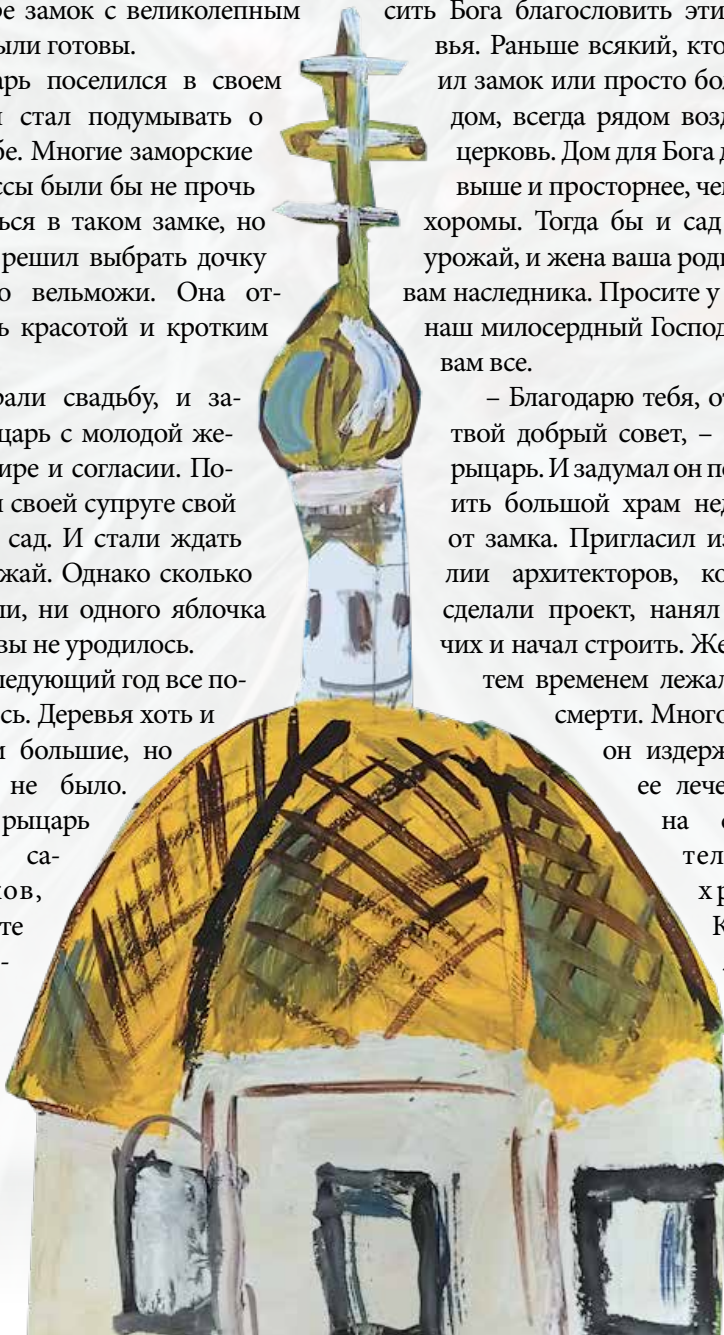 ре замок с великолепным
ыли готовы.
арь поселился в своем
стал подумывать о
бе. Многие заморские
ссы были бы не прочь
ься в таком замке, но
решил выбрать дочку
о вельможи. Она от-
ь красотой и кротким
рали свадьбу, и за-
царь с молодой же-
ире и согласии. По-
своей супруге свой
сад. И стали ждать
жай. Однако сколько
ли, ни одного яблочка
вы не уродилось.
ледующий год все по-
сь. Деревья хоть и
и большие, но
не было.
рыцарь
са-
ов,
те
-
сить Бога благословить эти
вья. Раньше всякий, кто
ил замок или просто бол
дом, всегда рядом возд
церковь. Дом для Бога д
выше и просторнее, че
хоромы. Тогда бы и сад
урожай, и жена ваша роди
вам наследника. Просите у
наш милосердный Господ
вам все.
– Благодарю тебя, от
твой добрый совет, –
рыцарь. И задумал он по
ить большой храм нед
от замка. Пригласил из
лии архитекторов, ко
сделали проект, нанял
чих и начал строить. Же
тем временем лежал
смерти. Много
он издерж
ее лече
на
тел
хр
К